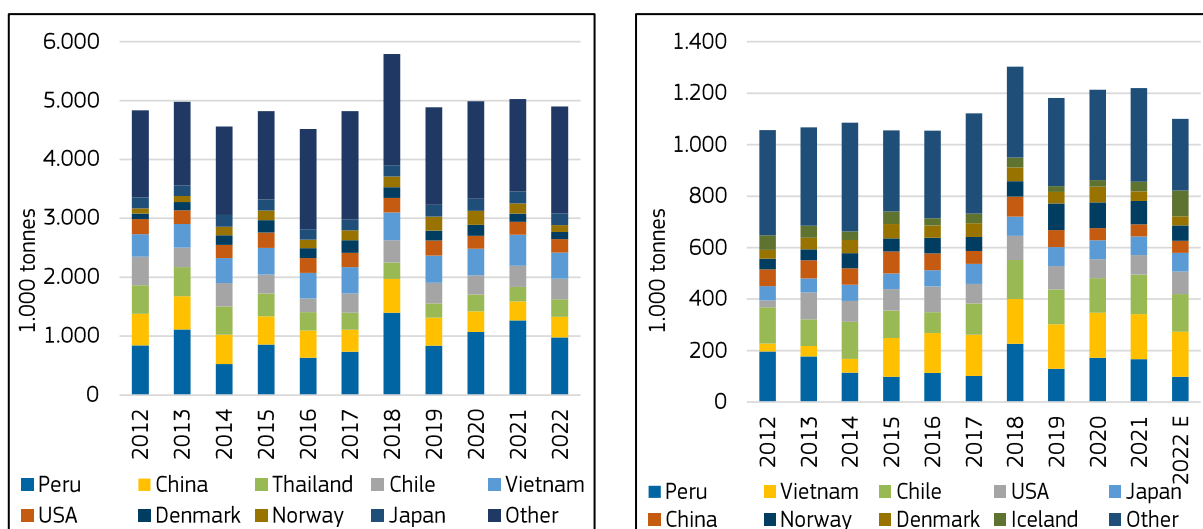 6.000
5.000
4.000
3.000
2.000
1.000
0
1.000 tonnes
2012 2013 2014 2015 2016 2017 2018 2019 2020 2021 2022
Peru China Thailand Chile Vietnam
USA Denmark Norway Japan Other
1.400
1.200
1.000
800
600
400
200
0
1.000 tonnes
2012 2013 2014 2015 2016 2017 2018 2019 2020 2021 2022 E
Peru Vietnam Chile USA Japan
China Norway Denmark Iceland Other